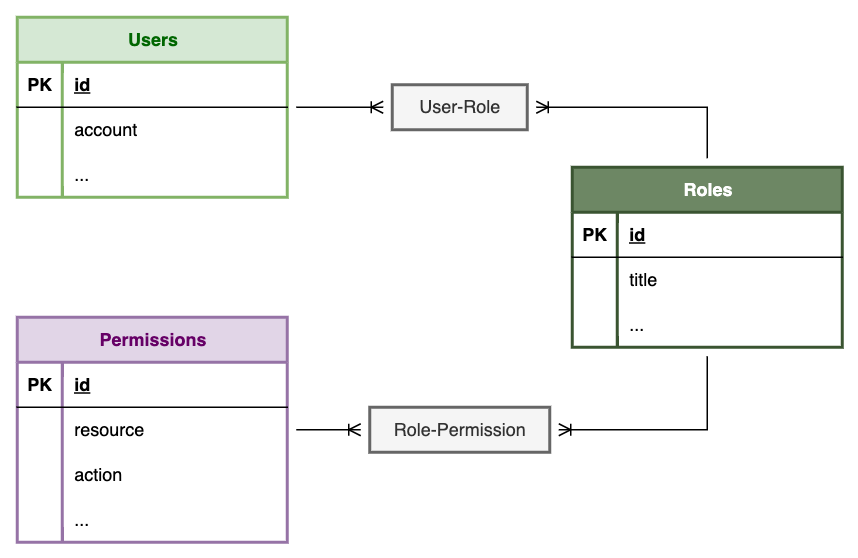 Users
PK id
account
...
User-Role
Roles
PK id
title
...
Permissions
PK id
resource
action
...
Role-Permission